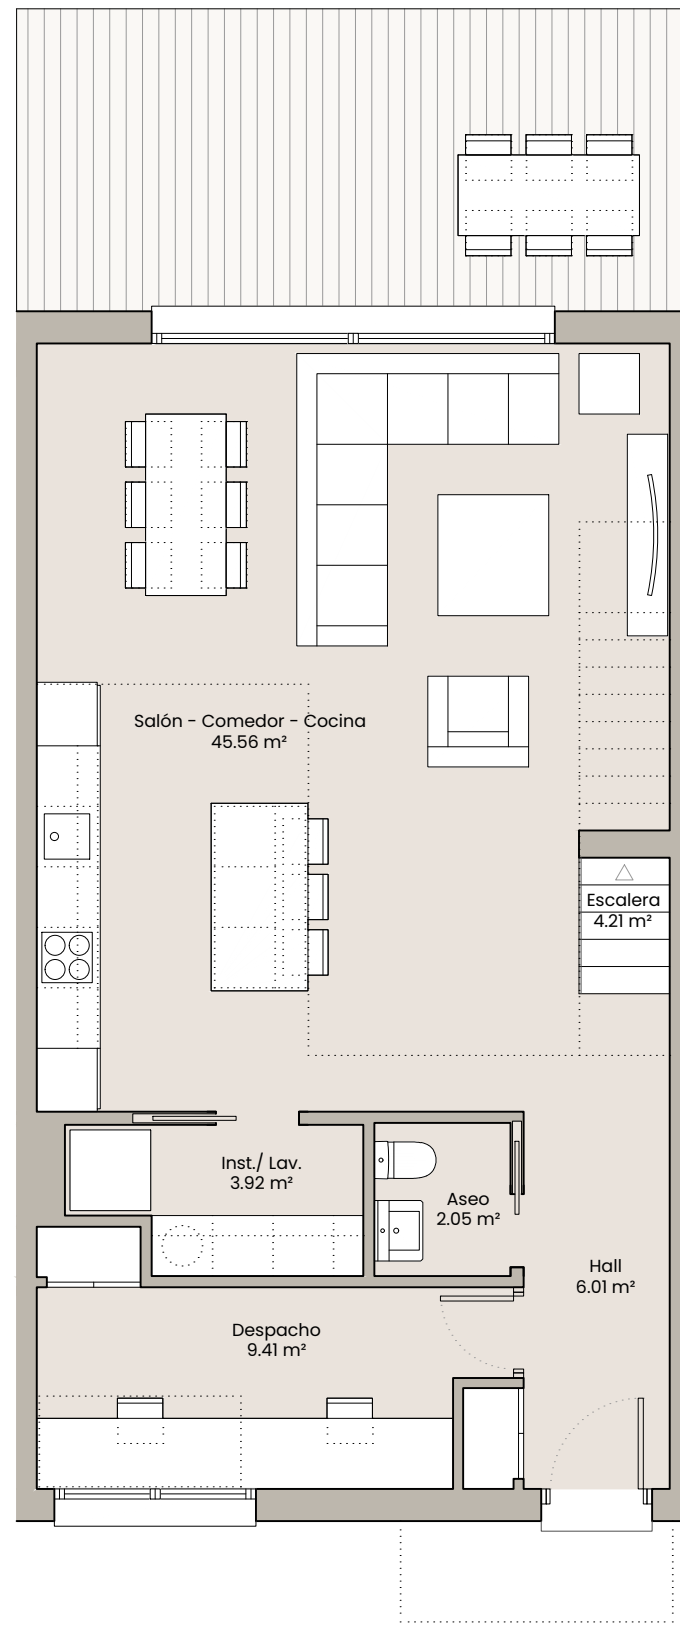 Salón - Comedor - Cocina
45.56 m²
Escalera
4.21 m²
Inst./ Lav.
3.92 m²
Aseo
2.05 m²
Hall
6.01 m²
Despacho
9.41 m²